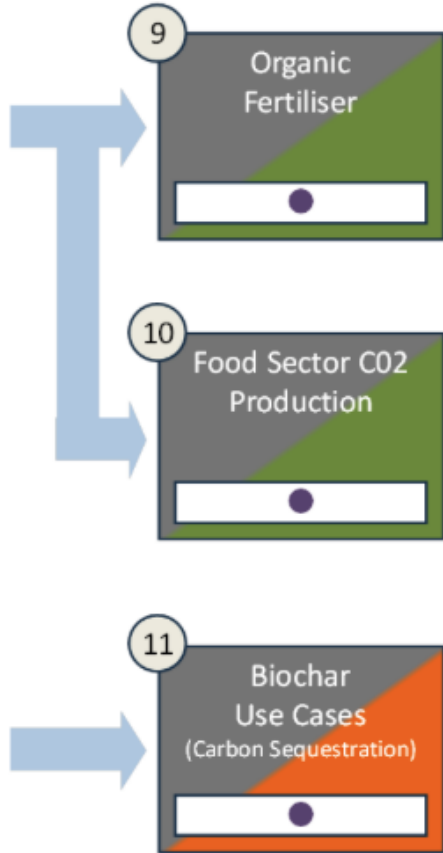 9
Organic
Fertiliser
10
Food Sector C02
Production
11
Biochar
Use Cases
(Carbon Sequestration)